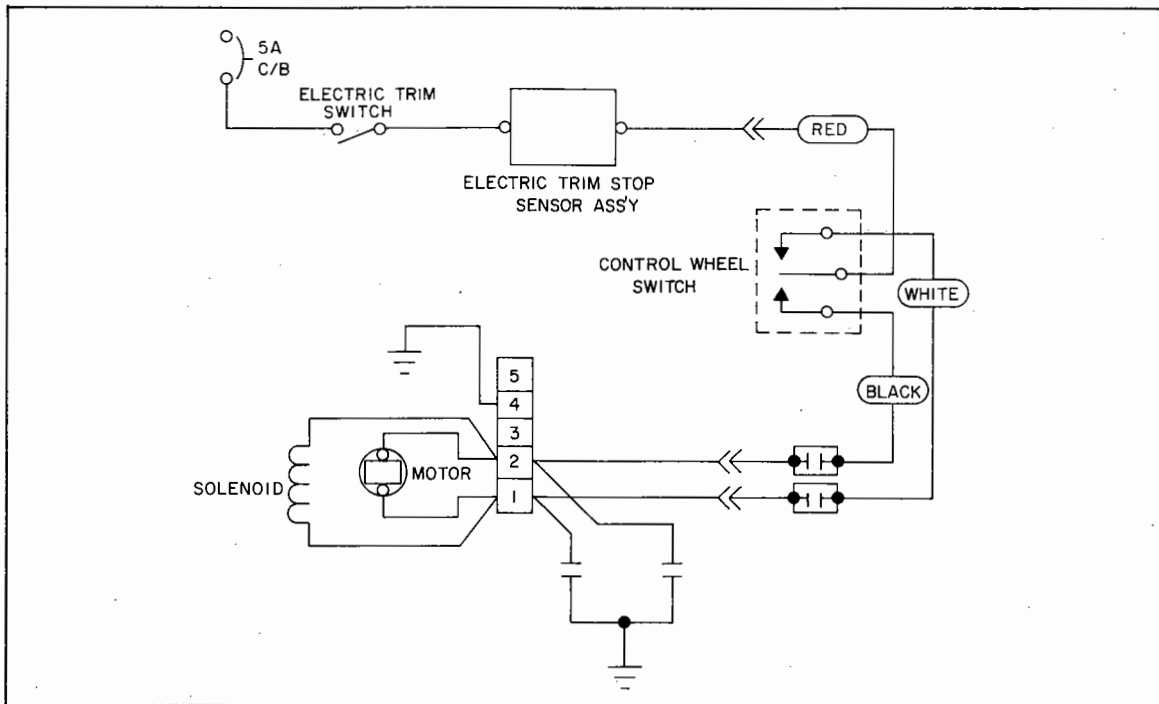 5A
C/B
ELECTRIC TRIM
SWITCH
RED
ELECTRIC TRIM STOP
SENSOR ASS'Y
CONTROL WHEEL
SWITCH
WHITE
BLACK
5
4
3
2
1
MOTOR
SOLENOID